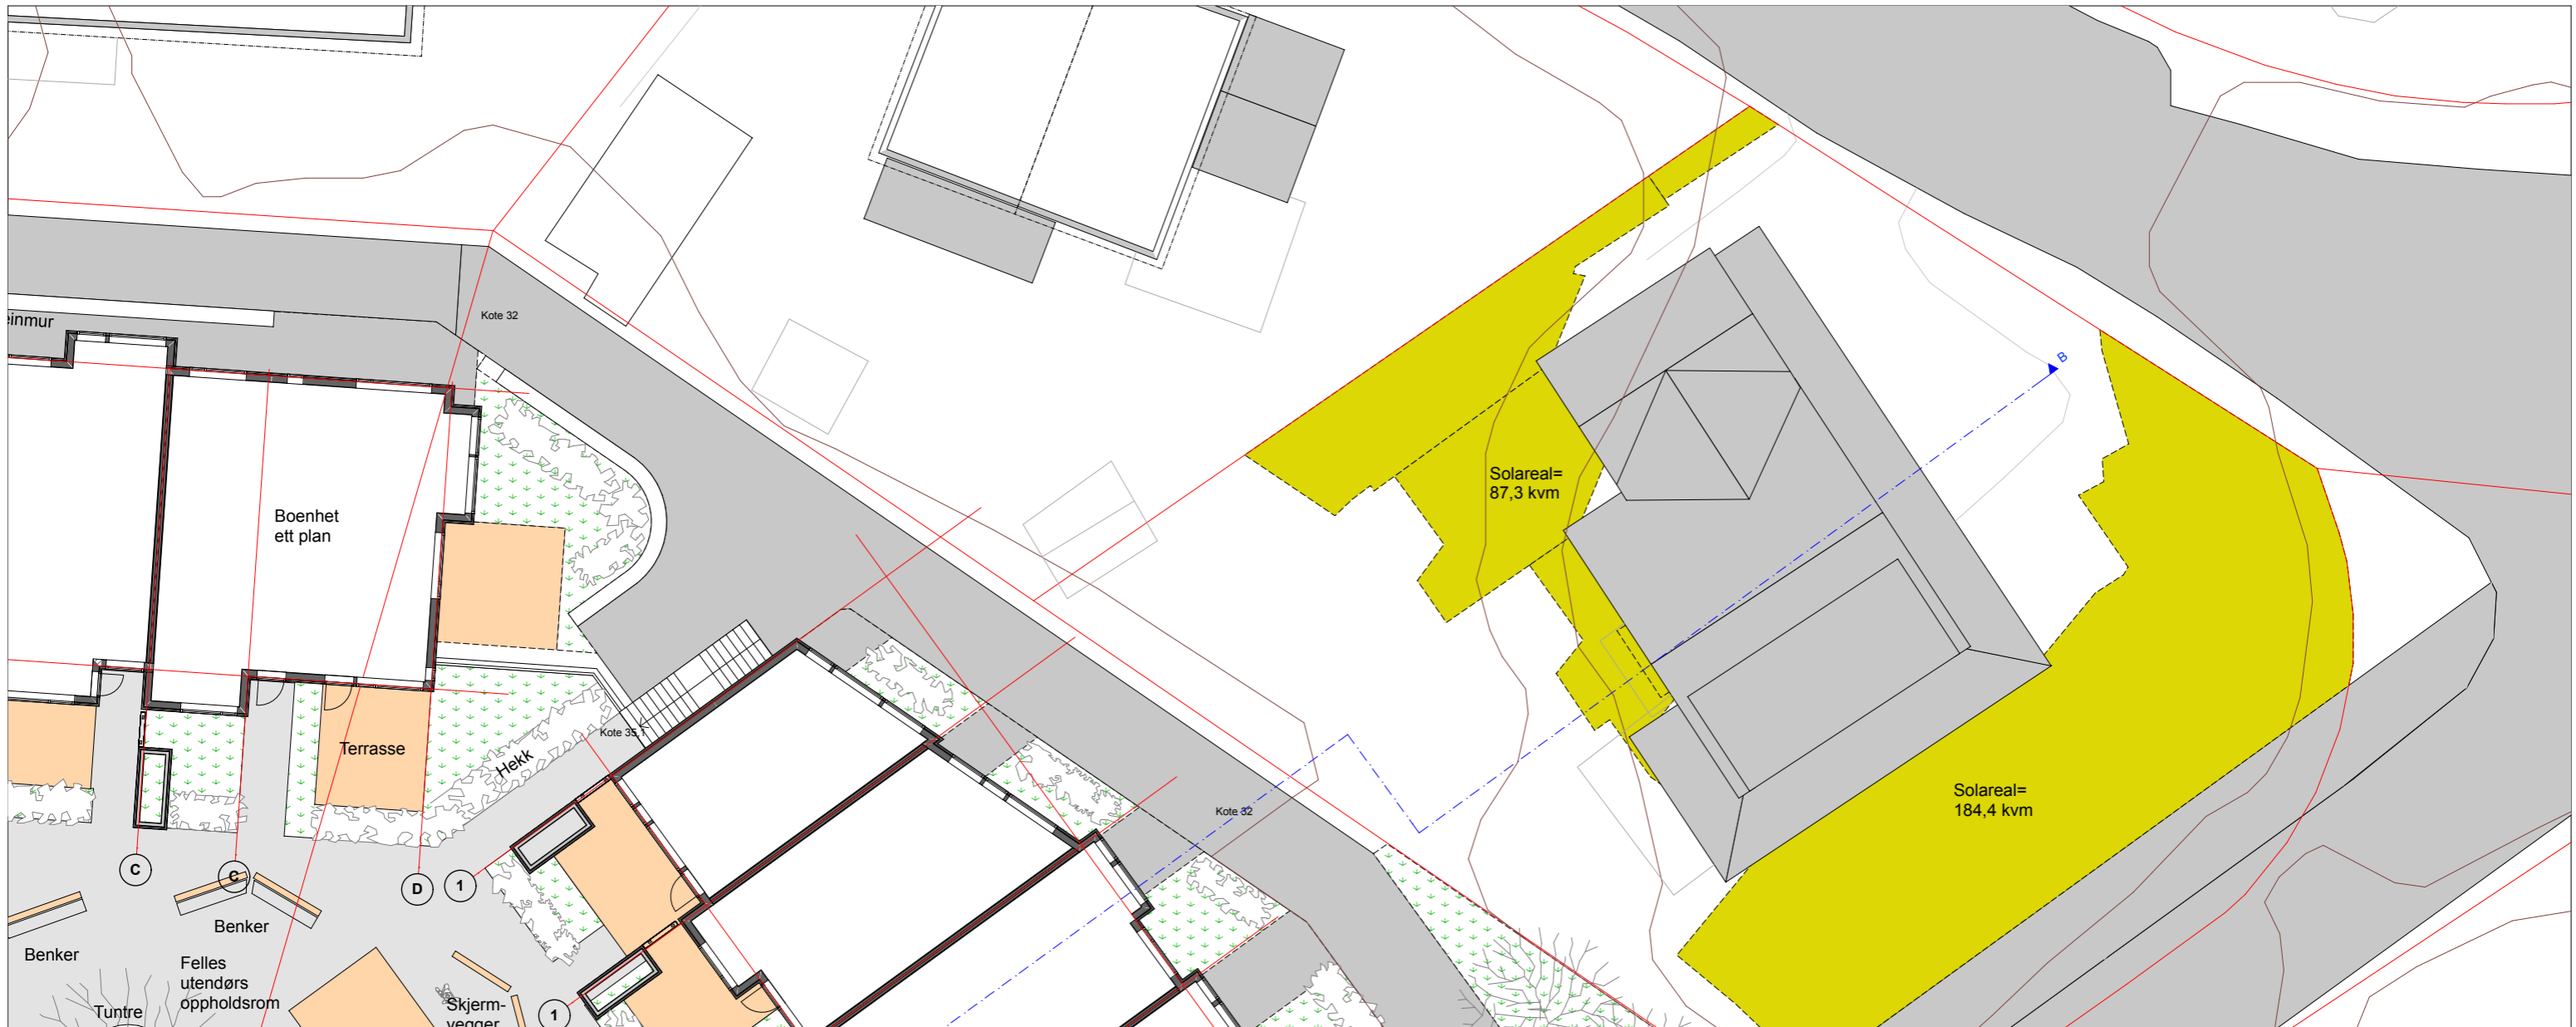 einmur
Kote 32
B
Solareal=
87,3 kvm
Boenhet
ett plan
Terrasse
Kote 35,1
Hekk
Kote 32
Solareal=
184,4 kvm
C
C
D
1
Benker
Benker
Felles
utendørs
oppholdsrom
Tuntre
Skjerm-
vegger
1